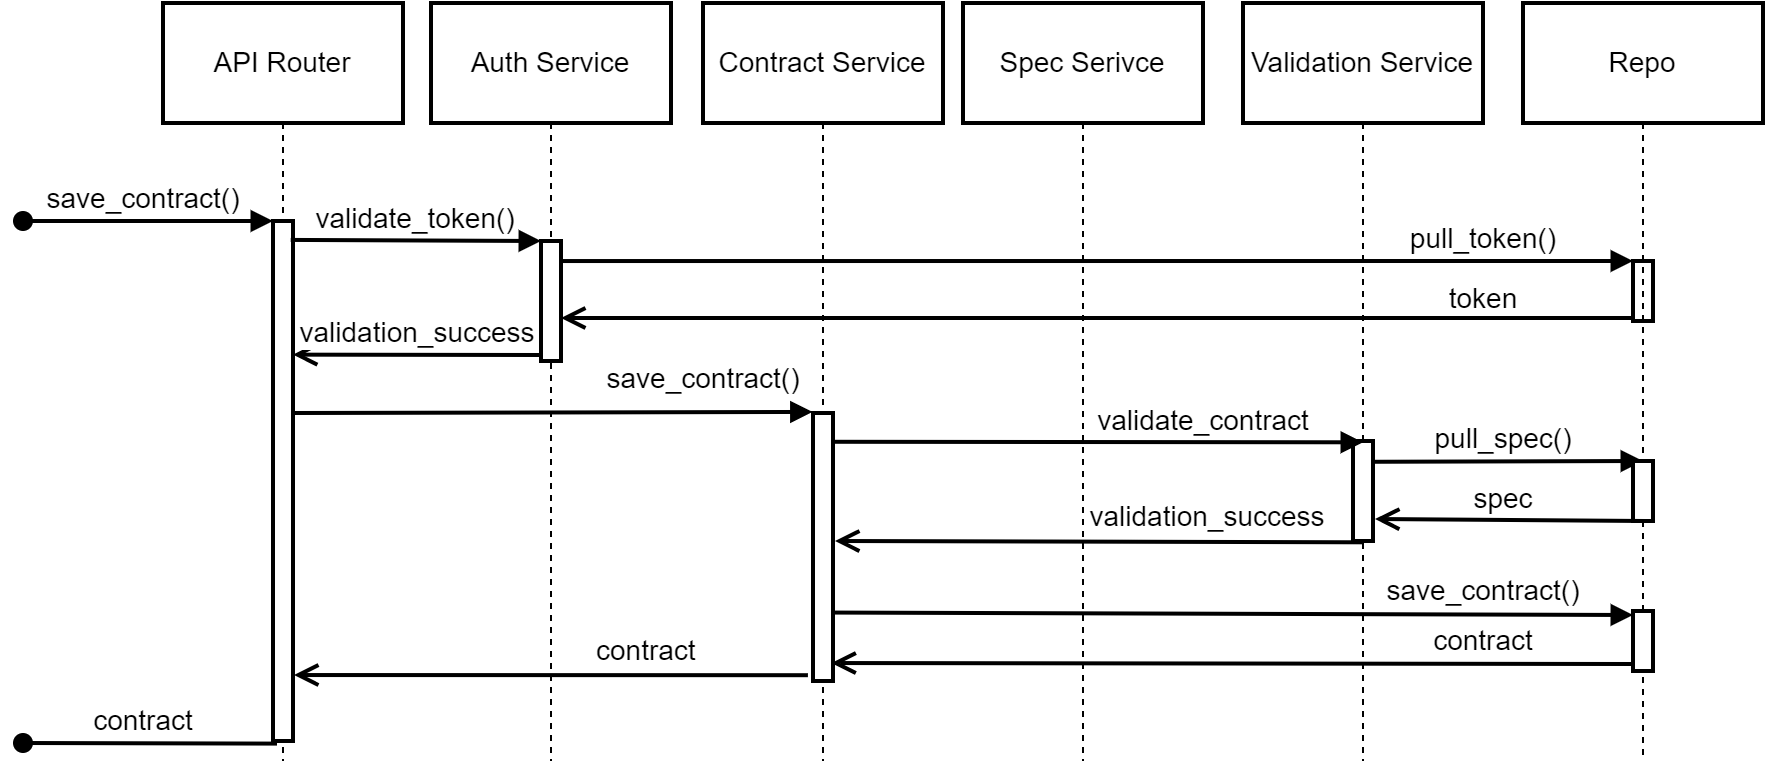 API Router
Auth Service
Contract Service
Spec Serivce
Validation Service
Repo
save_contract()
validate_token()
pull_token()
token
validation_success
save_contract()
validate_contract
pull_spec()
spec
validation_success
save_contract()
contract
contract
contract